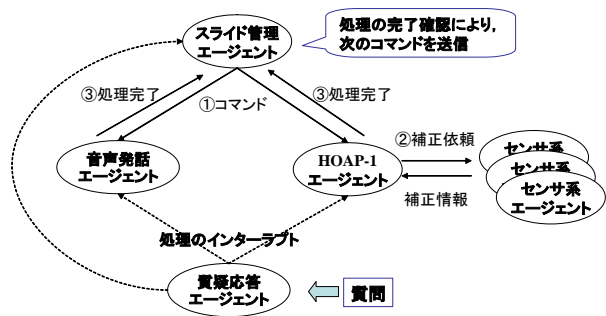 スライド管理
エージェント
処理の完了確認により,
次のコマンドを送信
③処理完了
①コマンド
③処理完了
②補正依頼
音声発話
エージェント
HOAP-1
エージェント
センサ系
センサ系
センサ系
エージェント
補正情報
処理のインターラプト
質疑応答
エージェント
質問